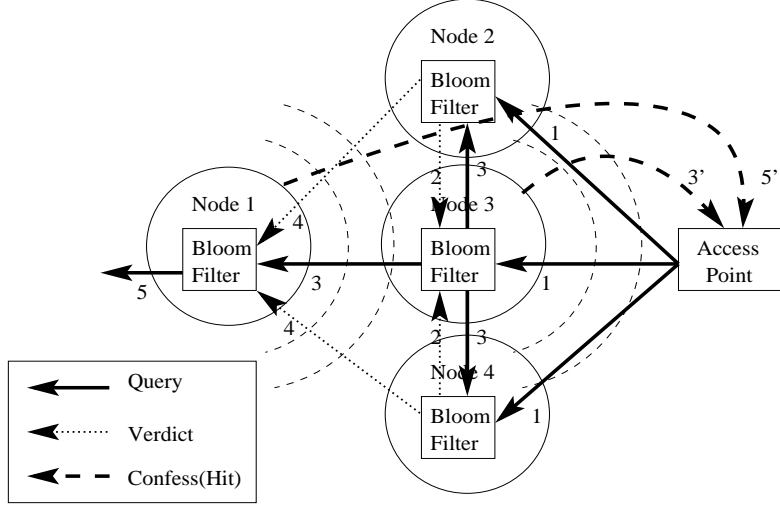 Node 2
Bloom
Filter
1
2
3
3'
5'
Node 1
4
Node 3
Bloom
Filter
Bloom
Filter
Access
Point
5
3
1
4
2
3
Node 4
Bloom
Filter
1
Query
Verdict
Confess(Hit)